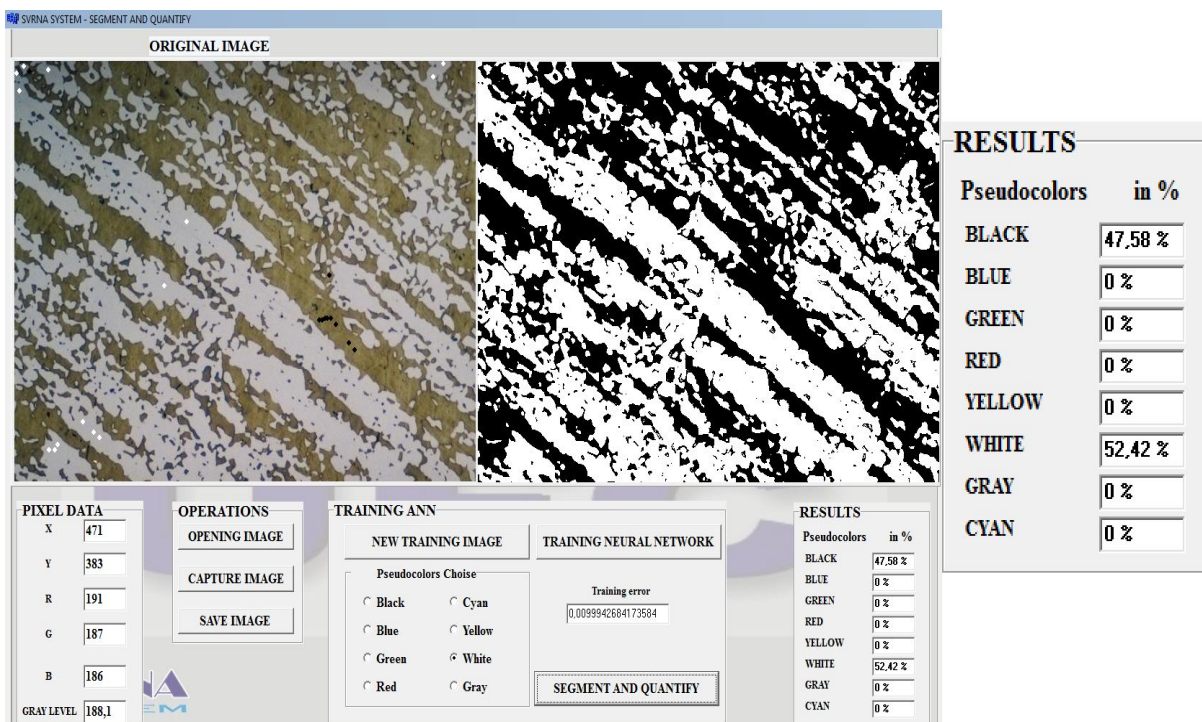 SVRNA SYSTEM - SEGMENT AND QUANTIFY
ORIGINAL IMAGE
RESULTS
Pseudocolors in %
BLACK 47,58 %
BLUE 0 %
GREEN 0 %
RED 0 %
YELLOW 0 %
WHITE 52,42 %
GRAY 0 %
CYAN 0 %
PIXEL DATA
X 471
Y 383
R 191
G 187
B 186
GRAY LEVEL 188,1
OPERATIONS
OPENING IMAGE
CAPTURE IMAGE
SAVE IMAGE
TRAINING ANN
NEW TRAINING IMAGE TRAINING NEURAL NETWORK
Pseudocolors Choise
Black Cyan
Blue Yellow
Green White
Red Gray
Training error
0,0099942684173584
SEGMENT AND QUANTIFY
RESULTS
Pseudocolors in %
BLACK 47,58 %
BLUE 0 %
GREEN 0 %
RED 0 %
YELLOW 0 %
WHITE 52,42 %
GRAY 0 %
CYAN 0 %